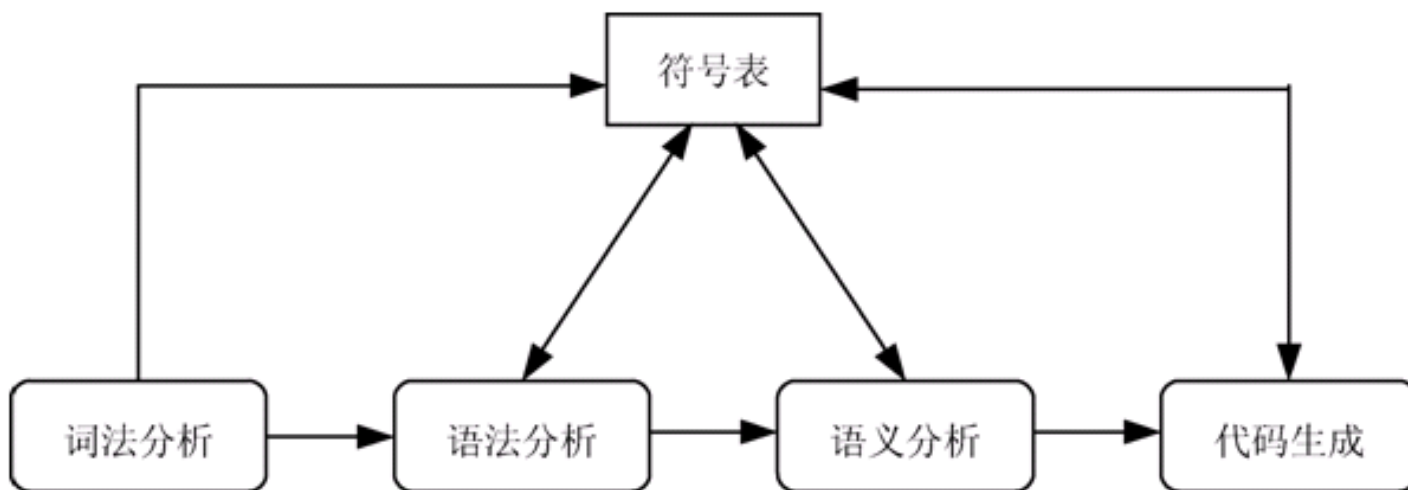 符号表
词法分析
语法分析
语义分析
代码生成